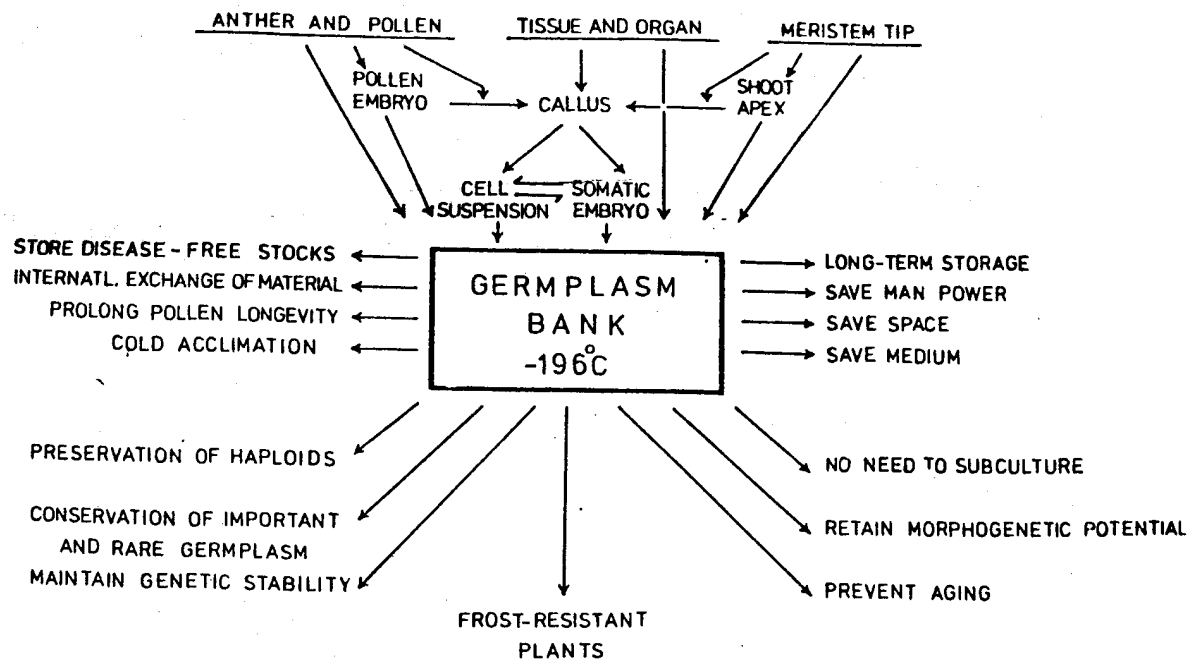 ANTHER AND POLLEN
TISSUE AND ORGAN
MERISTEM TIP
POLLEN
EMBRYO
CALLUS
SHOOT
APEX
CELL
SUSPENSION
SOMATIC
EMBRYO
STORE DISEASE-FREE STOCKS
INTERNATL. EXCHANGE OF MATERIAL
PROLONG POLLEN LONGEVITY
COLD ACCLIMATION
GERMPLASM
BANK
-196°C
LONG-TERM STORAGE
SAVE MAN POWER
SAVE SPACE
SAVE MEDIUM
PRESERVATION OF HAPLOIDS
CONSERVATION OF IMPORTANT
AND RARE GERMPLASM
MAINTAIN GENETIC STABILITY
FROST-RESISTANT
PLANTS
NO NEED TO SUBCULTURE
RETAIN MORPHOGENETIC POTENTIAL
PREVENT AGING